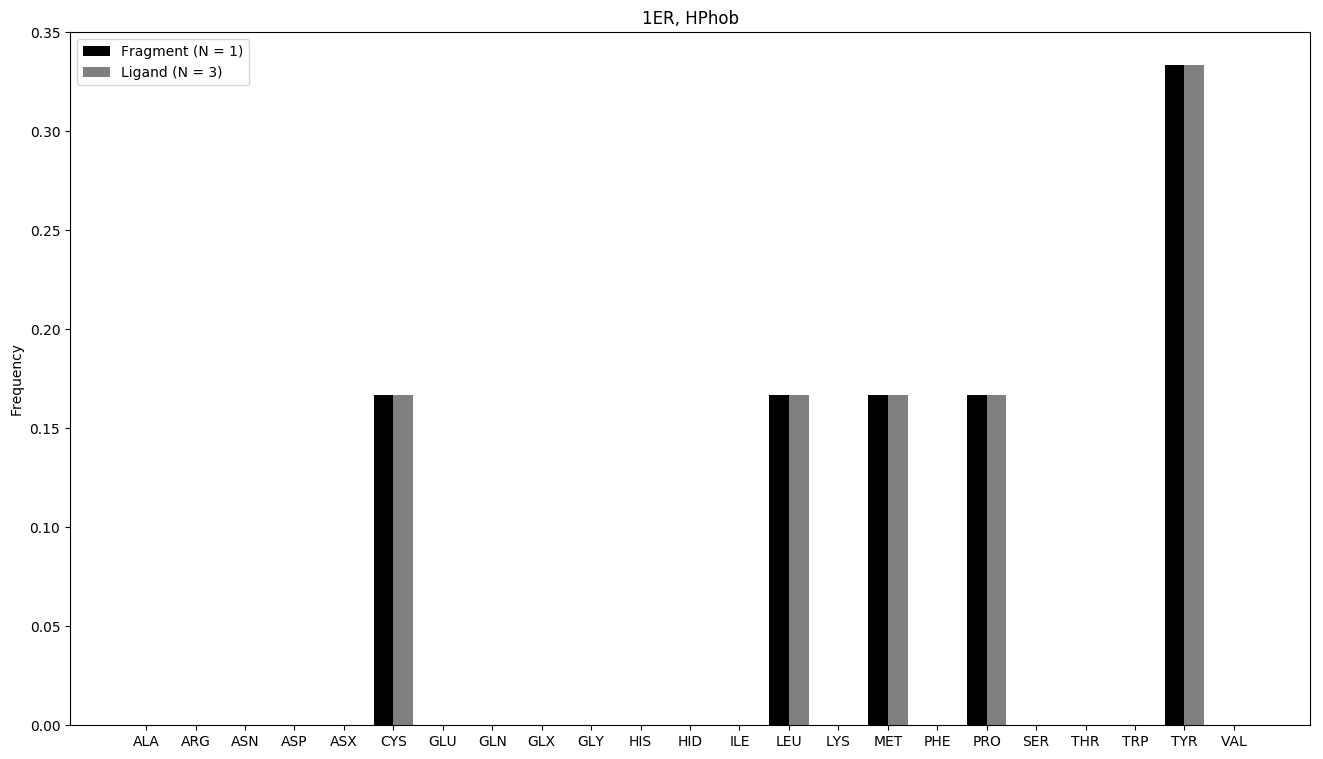 1ER, HPhob
Fragment (N = 1)
Ligand (N = 3)
Frequency
0.35
0.30
0.25
0.20
0.15
0.10
0.05
0.00
ALA ARG ASN ASP ASX CYS GLU GLN GLX GLY HIS HID ILE LEU LYS MET PHE PRO SER THR TRP TYR VAL